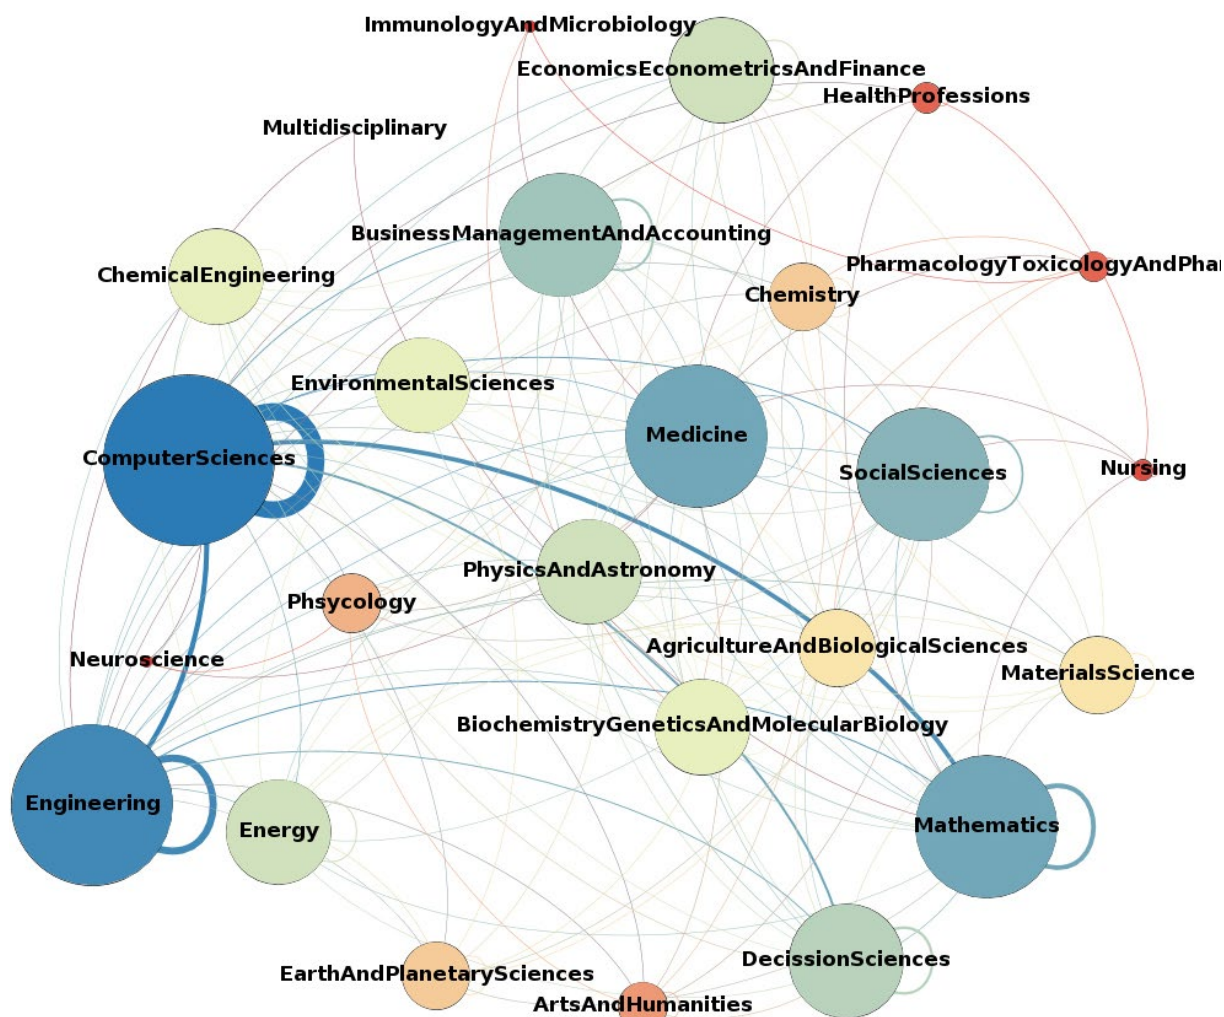 ImmunologyAndMicrobiology
EconomicsEconometricsAndFinance
HealthProfessions
Multidisciplinary
BusinessManagementAndAccounting
PharmacologyToxicologyAndPhar
ChemicalEngineering
Chemistry
EnvironmentalSciences
Medicine
ComputerSciences
SocialSciences
Nursing
PhysicsAndAstronomy
Phsycology
AgricultureAndBiologicalSciences
Neuroscience
MaterialsScience
BiochemistryGeneticsAndMolecularBiology
Engineering
Energy
Mathematics
DecissionSciences
EarthAndPlanetarySciences
ArtsAndHumanities